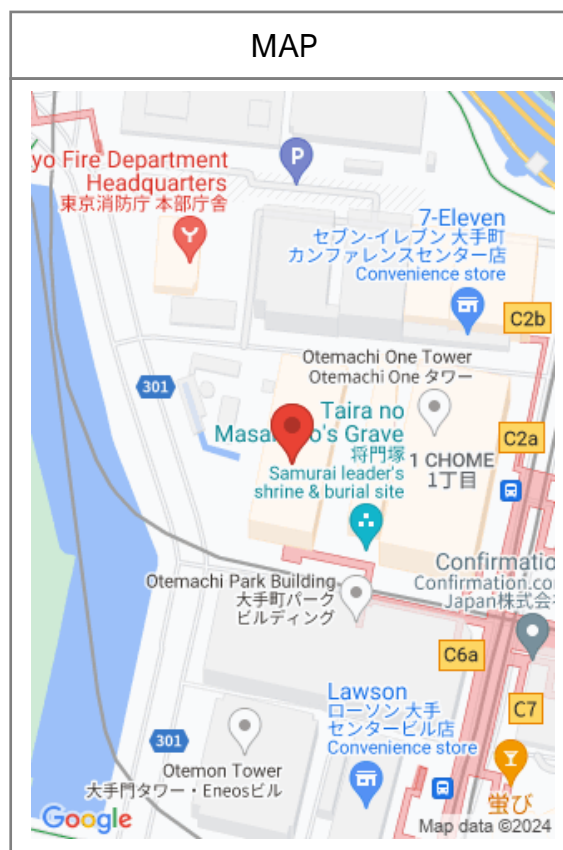 MAP
yo Fire Department
Headquarters
東京消防庁 本部庁舎
P
7-Eleven
セブン-イレブン 大手町
カンファレンスセンター店
Convenience store
C2b
Otemachi One Tower
Otemachi One タワー
301
Taira no
Masa o's Grave
将門塚
Samurai leader's
shrine & burial site
1 CHOME
1丁目
C2a
Confirmatio
Confirmation.co
Japan株式会
Otemachi Park Building
大手町パーク
ビルディング
C6a
C7
Lawson
ローソン 大手
センタービル店
Convenience store
301
Otemon Tower
大手門タワー・Eneosビル
蛍び
Google
Map data ©2024